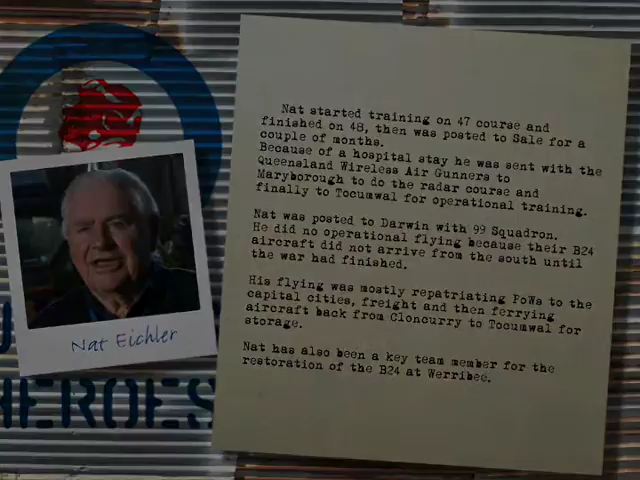 Nat started training on 47 course and
finished on 48, then was posted to Sale for a
couple of months.
Because of a hospital stay he was sent with the
Queensland Wireless Air Gunners to
Maryborough to do the radar course and
finally to Tocumwal for operational training.
Nat was posted to Darwin with 99 Squadron.
He did no operational flying because their B24
aircraft did not arrive from the south until
the war had finished.
His flying was mostly repatriating PoWs to the
capital cities, freight and then ferrying
aircraft back from Cloncurry to Tocumwal for
storage.
Nat has also been a key team member for the
restoration of the B24 at Werribee.
Nat Eichler
HEROES